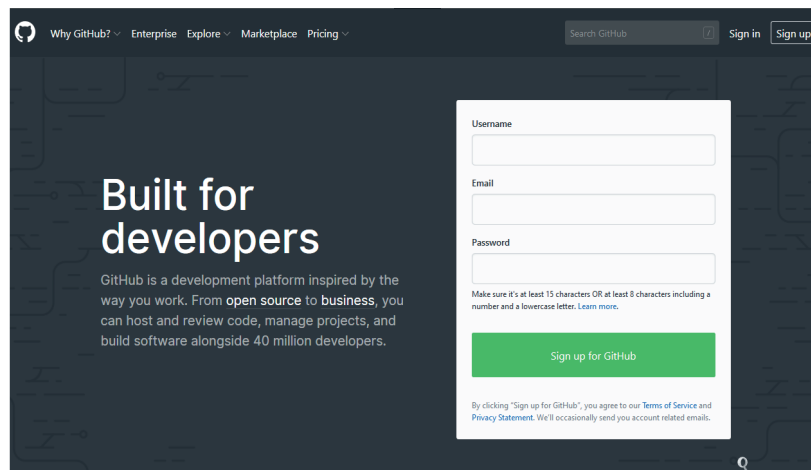 Why GitHub? Enterprise Explore Marketplace Pricing Search GitHub / Sign in Sign up
Built for
developers
GitHub is a development platform inspired by the
way you work. From open source to business, you
can host and review code, manage projects, and
build software alongside 40 million developers.
Username
Email
Password
Make sure it's at least 15 characters OR at least 8 characters including a
number and a lowercase letter. Learn more.
Sign up for GitHub
By clicking "Sign up for GitHub", you agree to our Terms of Service and
Privacy Statement. We'll occasionally send you account related emails.